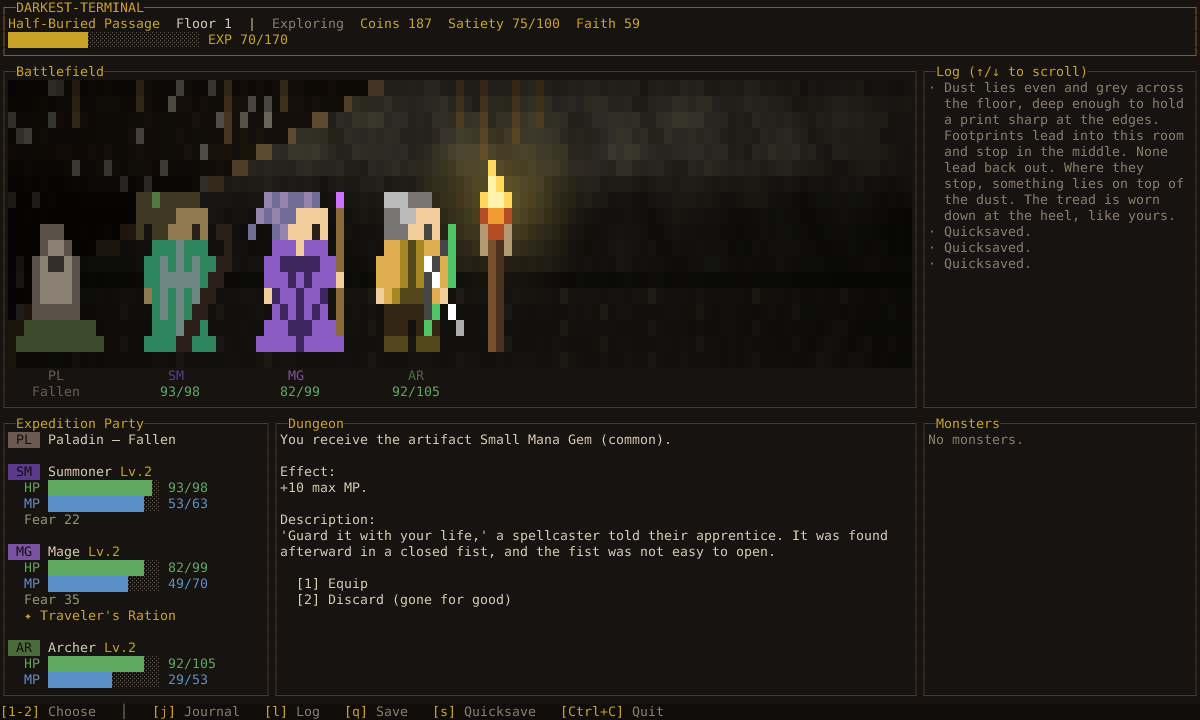 DARKEST-TERMINAL
Half-Buried Passage Floor 1 | Exploring Coins 187 Satiety 75/100 Faith 59
EXP 70/170
Battlefield
PL SM MG AR
Fallen 93/98 82/99 92/105
Log (↑/↓ to scroll)
· Dust lies even and grey across
the floor, deep enough to hold
a print sharp at the edges.
Footprints lead into this room
and stop in the middle. None
lead back out. Where they
stop, something lies on top of
the dust. The tread is worn
down at the heel, like yours.
· Quicksaved.
· Quicksaved.
· Quicksaved.
Expedition Party
PL Paladin — Fallen
SM Summoner Lv.2
HP 93/98
MP 53/63
Fear 22
MG Mage Lv.2
HP 82/99
MP 49/70
Fear 35
✦ Traveler's Ration
AR Archer Lv.2
HP 92/105
MP 29/53
Dungeon
You receive the artifact Small Mana Gem (common).
Effect:
+10 max MP.
Description:
'Guard it with your life,' a spellcaster told their apprentice. It was found
afterward in a closed fist, and the fist was not easy to open.
[1] Equip
[2] Discard (gone for good)
Monsters
No monsters.
[1-2] Choose │ [j] Journal [l] Log [q] Save [s] Quicksave [Ctrl+C] Quit